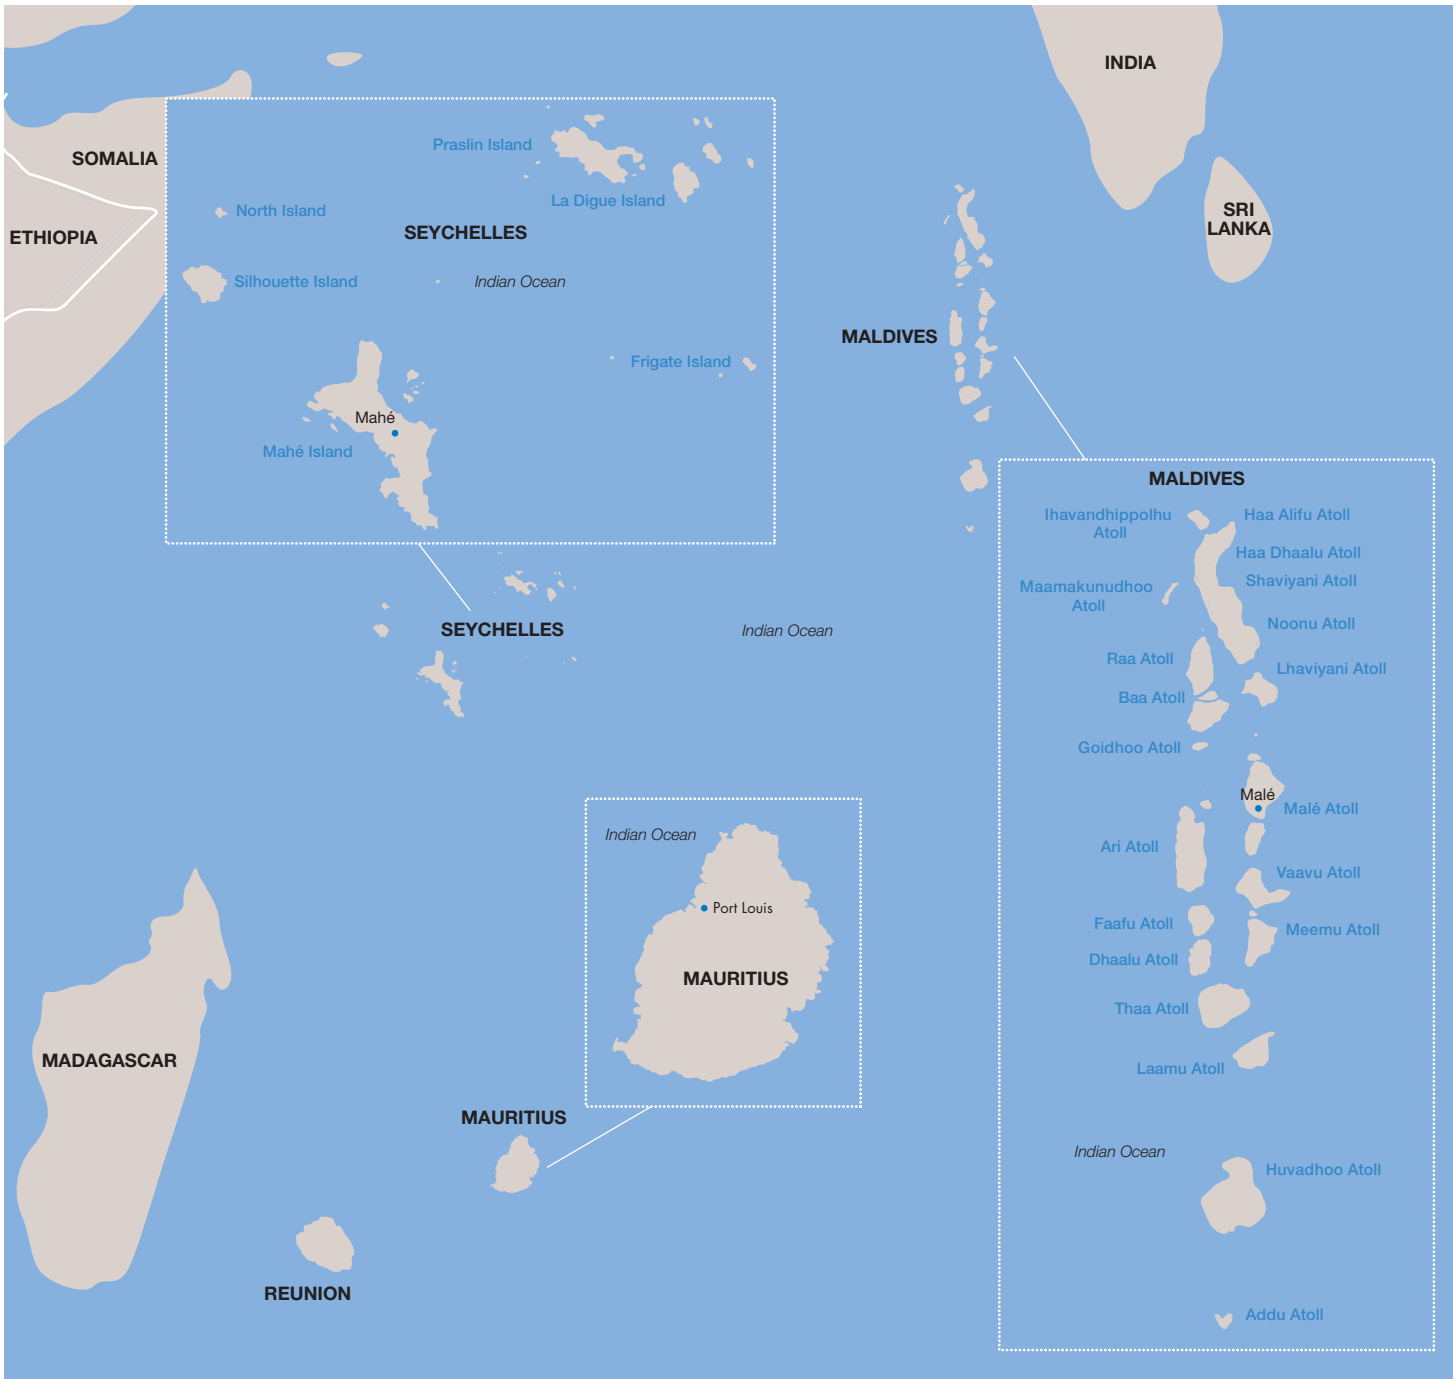 INDIA
SOMALIA
ETHIOPIA
SRI
LANKA
Praslin Island
La Digue Island
North Island
SEYCHELLES
Silhouette Island
Indian Ocean
Frigate Island
Mahé
Mahé Island
MALDIVES
SEYCHELLES
Indian Ocean
MALDIVES
Ihavandhippolhu
Atoll
Haa Alifu Atoll
Haa Dhaalu Atoll
Shaviyani Atoll
Maamakunudhoo
Atoll
Noonu Atoll
Raa Atoll
Lhaviyani Atoll
Baa Atoll
Goidhoo Atoll
Malé
Malé Atoll
Ari Atoll
Vaavu Atoll
Faafu Atoll
Meemu Atoll
Dhaalu Atoll
Thaa Atoll
Laamu Atoll
Indian Ocean
Huvadhoo Atoll
Addu Atoll
Indian Ocean
Port Louis
MAURITIUS
MADAGASCAR
MAURITIUS
REUNION